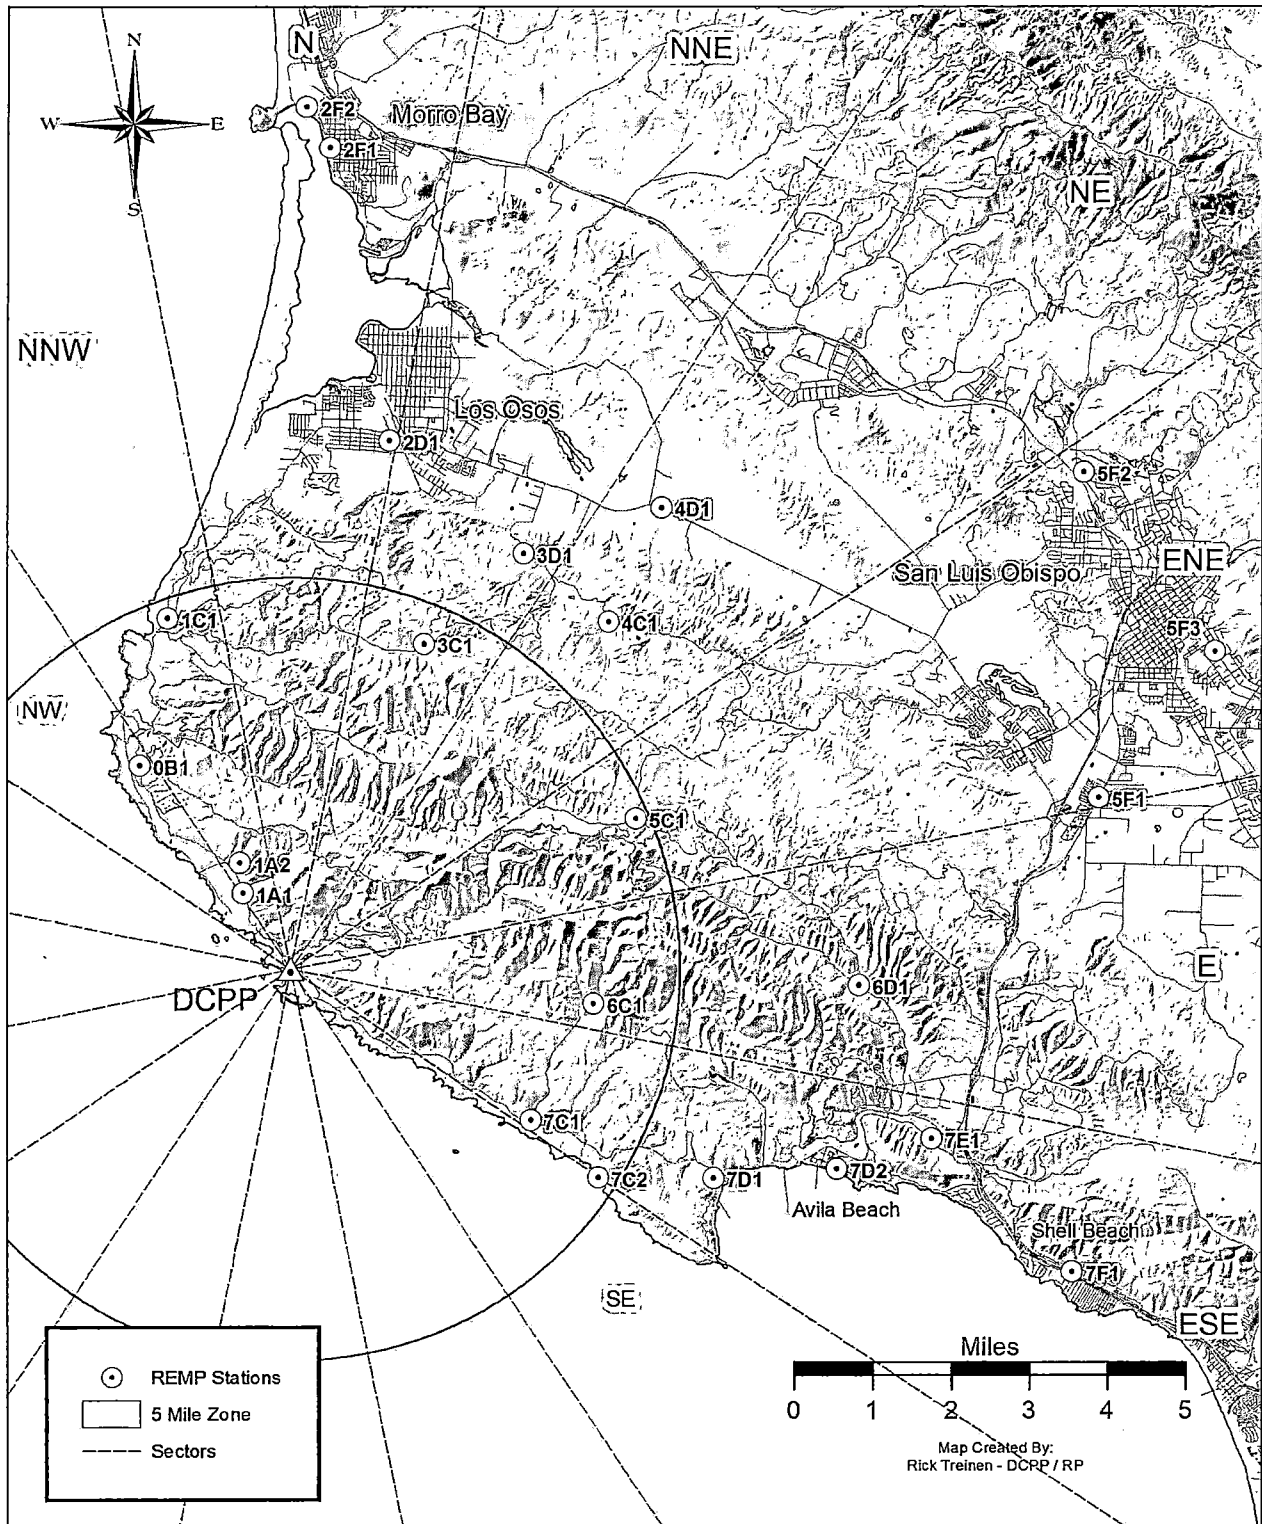 N
NNE
N
2F2
Morro Bay
W
E
2F1
NE
S
NNW
Los Osos
2D1
5F2
4D1
3D1
ENE
San Luis Obispo
1C1
4C1
5F3
3C1
NW
0B1
5F1
5C1
1A2
1A1
E
DCPP
6D1
6C1
7C1
7E1
7D2
7C2
7D1
Avila Beach
Shell Beach
7F1
SE
ESE
Miles
REMP Stations
5 Mile Zone
0 1 2 3 4 5
Sectors
Map Created By:
Rick Treinen - DCPP / RP